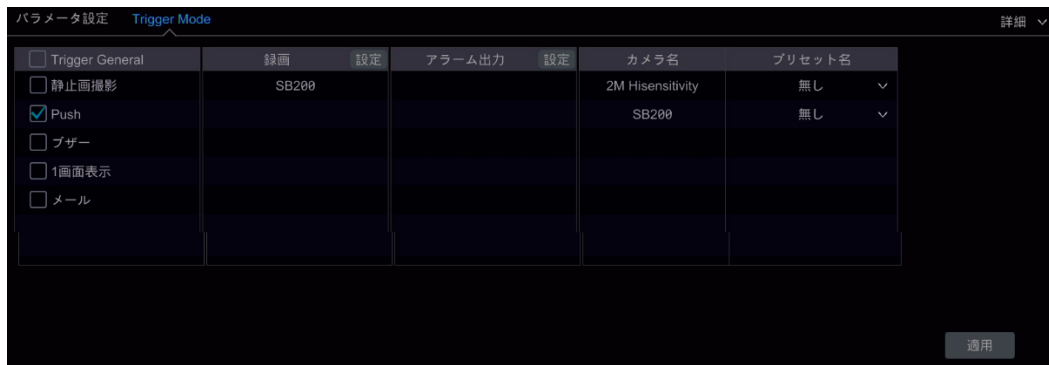 パラメータ設定 Trigger Mode 詳細
Trigger General 録画 設定 アラーム出力 設定 カメラ名 プリセット名
静止画撮影 SB200 2M Hisensitivity 無し
Push SB200 無し
ブザー
1画面表示
メール
適用